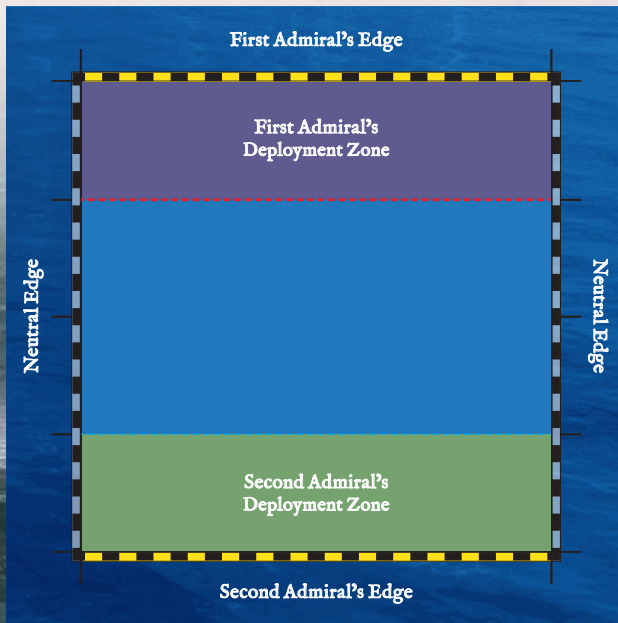 First Admiral's Edge
First Admiral's
Deployment Zone
Neutral Edge
Neutral Edge
Second Admiral's
Deployment Zone
Second Admiral's Edge